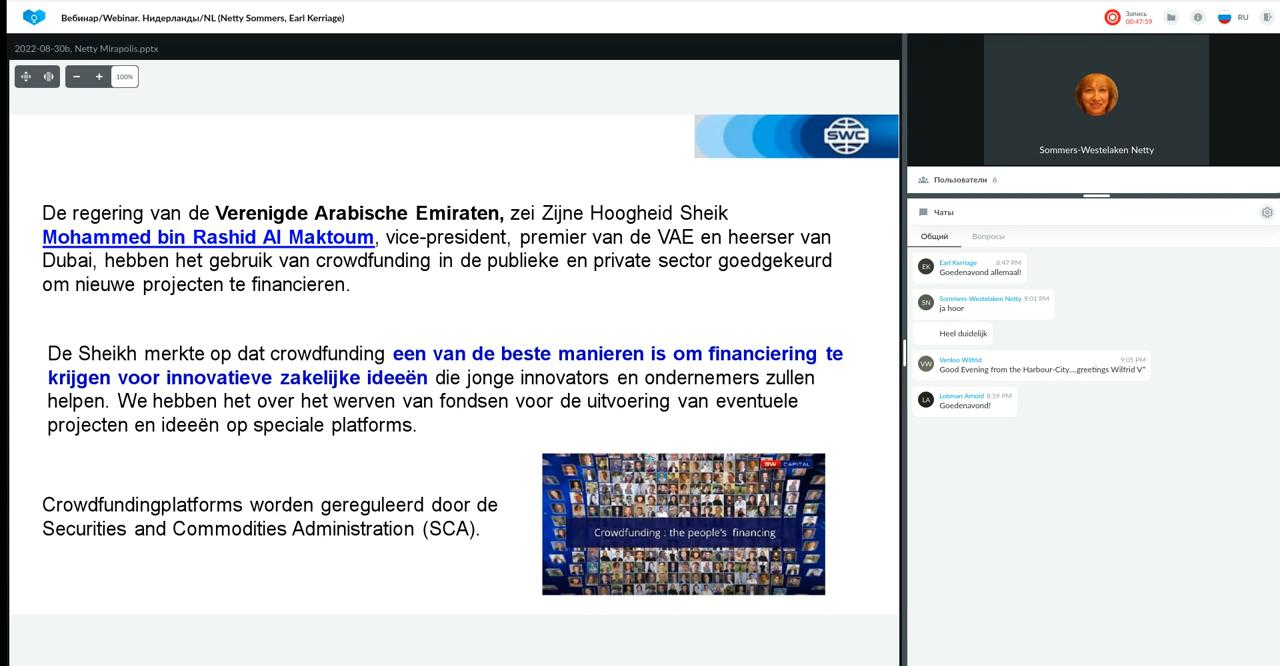 Вебинар/Webinar. Нидерланды/NL (Netty Sommers, Earl Kerriage)
Запись
00:47:59
RU
2022-08-30b, Netty Mirapolis.pptx
100%
SWC
De regering van de Verenigde Arabische Emiraten, zei Zijne Hoogheid Sheik
Mohammed bin Rashid Al Maktoum, vice-president, premier van de VAE en heerser van
Dubai, hebben het gebruik van crowdfunding in de publieke en private sector goedgekeurd
om nieuwe projecten te financieren.
De Sheikh merkte op dat crowdfunding een van de beste manieren is om financiering te
krijgen voor innovatieve zakelijke ideeën die jonge innovators en ondernemers zullen
helpen. We hebben het over het werven van fondsen voor de uitvoering van eventuele
projecten en ideeën op speciale platforms.
Crowdfundingplatforms worden gereguleerd door de
Securities and Commodities Administration (SCA).
SW CAPITAL
Crowdfunding : the people's financing
Sommers-Westelaken Netty
Пользователи 6
Чаты
Общий Вопросы
EK Earl Kerriage 8:47 PM
Goedenavond allemaal!
SN Sommers-Westelaken Netty 9:01 PM
ja hoor
Heel duidelijk
VW Venloo Wilfrid 9:05 PM
Good Evening from the Harbour-City....greetings Wilfrid V"
LA Lobman Arnold 8:59 PM
Goedenavond!